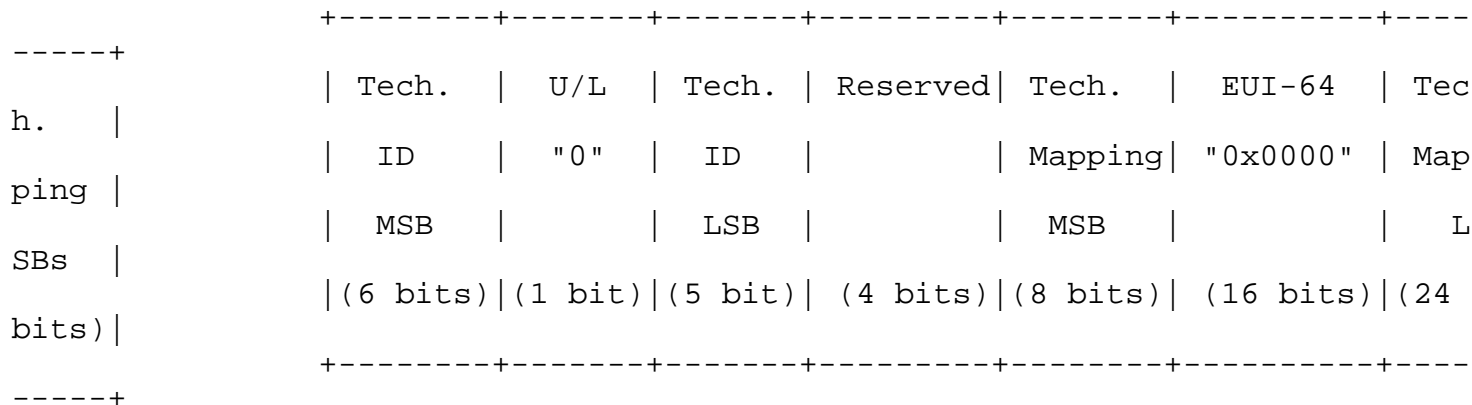 +--------+-------+-------+---------+--------+----------+----
-----+
| Tech.  |  U/L  | Tech. | Reserved| Tech.  |  EUI-64  | Tec
h.   |
|  ID    |  "0"  |  ID   |         | Mapping| "0x0000" | Map
ping |
|  MSB   |       |  LSB  |         |  MSB   |          |  L
SBs  |
|(6 bits)|(1 bit)|(5 bit)| (4 bits)|(8 bits)| (16 bits)|(24
bits)|
+--------+-------+-------+---------+--------+----------+----
-----+